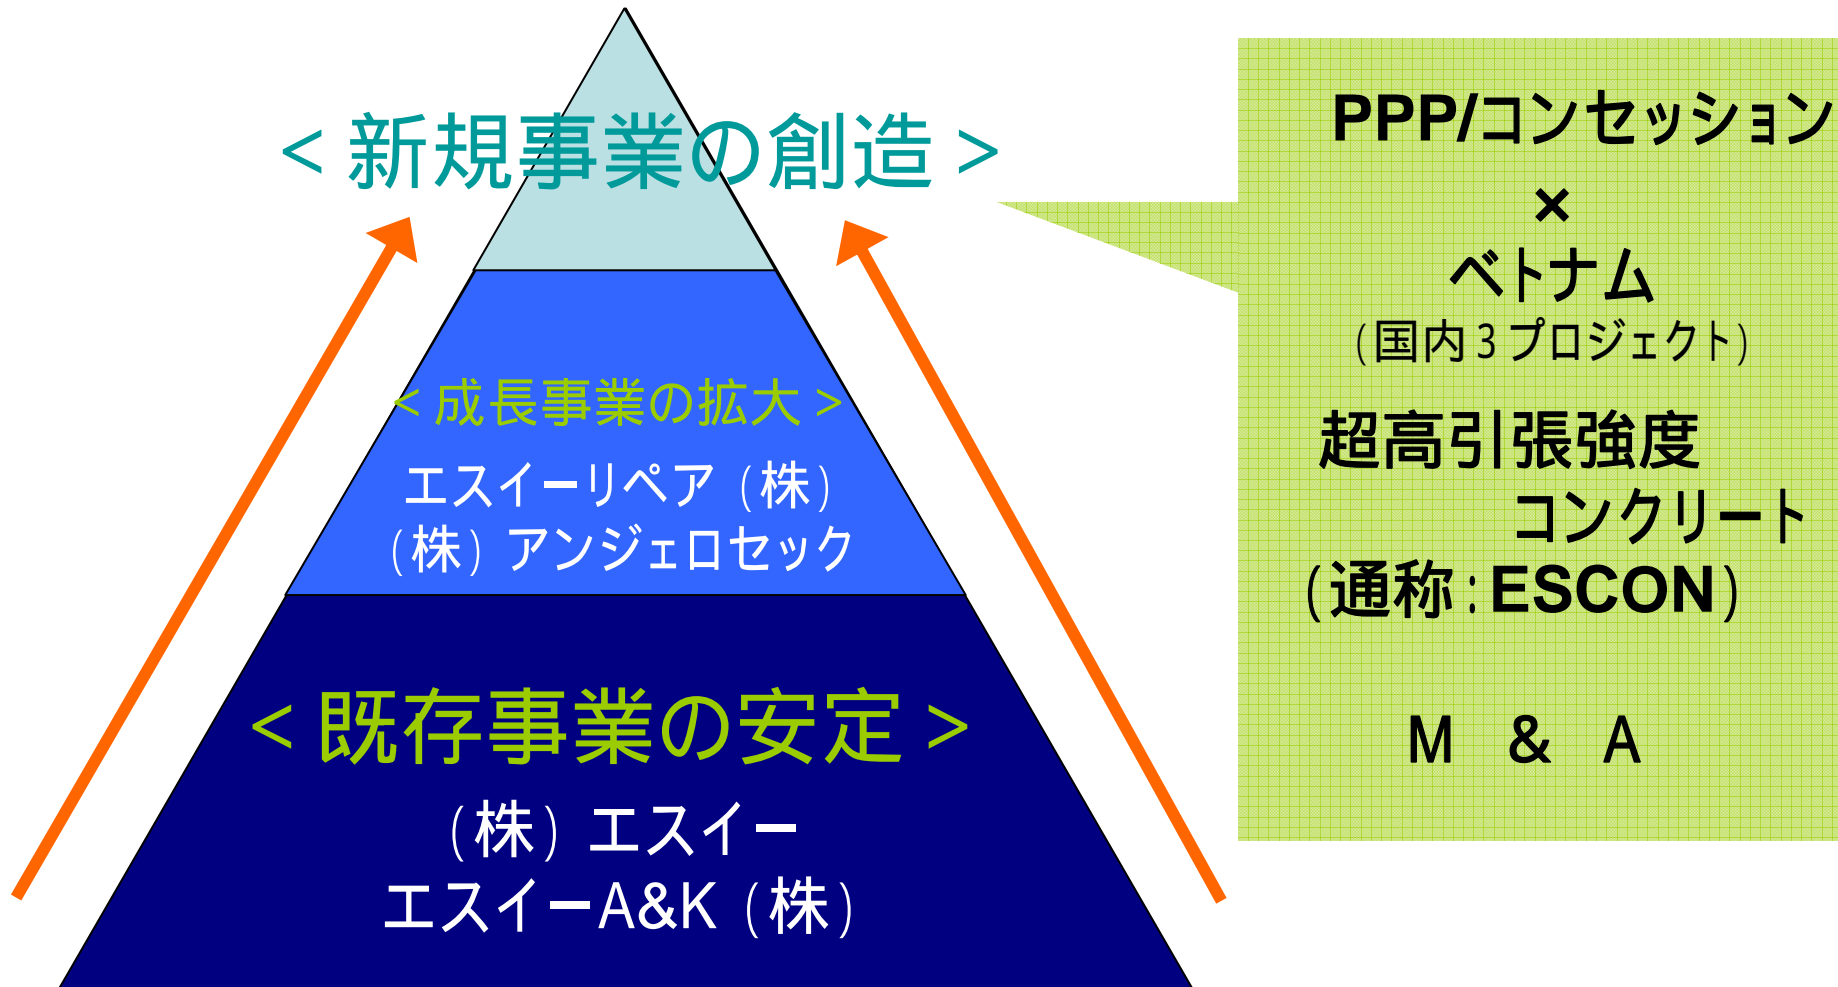 <新規事業の創造>
<成長事業の拡大>
エスイーリペア(株)
(株)アンジェロセック
<既存事業の安定>
(株)エスイー
エスイーA&K(株)
PPP/コンセッション
×
ベトナム
(国内3プロジェクト)
超高引張強度
コンクリート
(通称:ESCON)
M & A